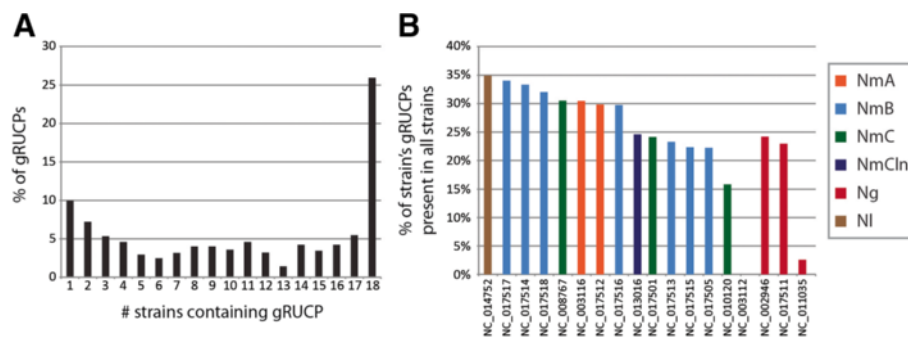 A
% of gRUCPs
30
25
20
15
10
5
0
1 2 3 4 5 6 7 8 9 10 11 12 13 14 15 16 17 18
# strains containing gRUCP
B
% of strain's gRUCPs
present in all strains
40%
35%
30%
25%
20%
15%
10%
5%
0%
NC_014752
NC_017517
NC_017514
NC_017518
NC_008767
NC_003116
NC_017512
NC_017516
NC_013016
NC_017501
NC_017513
NC_017515
NC_017505
NC_010120
NC_003112
NC_002946
NC_017511
NC_011035
NmA
NmB
NmC
NmCln
Ng
Nl